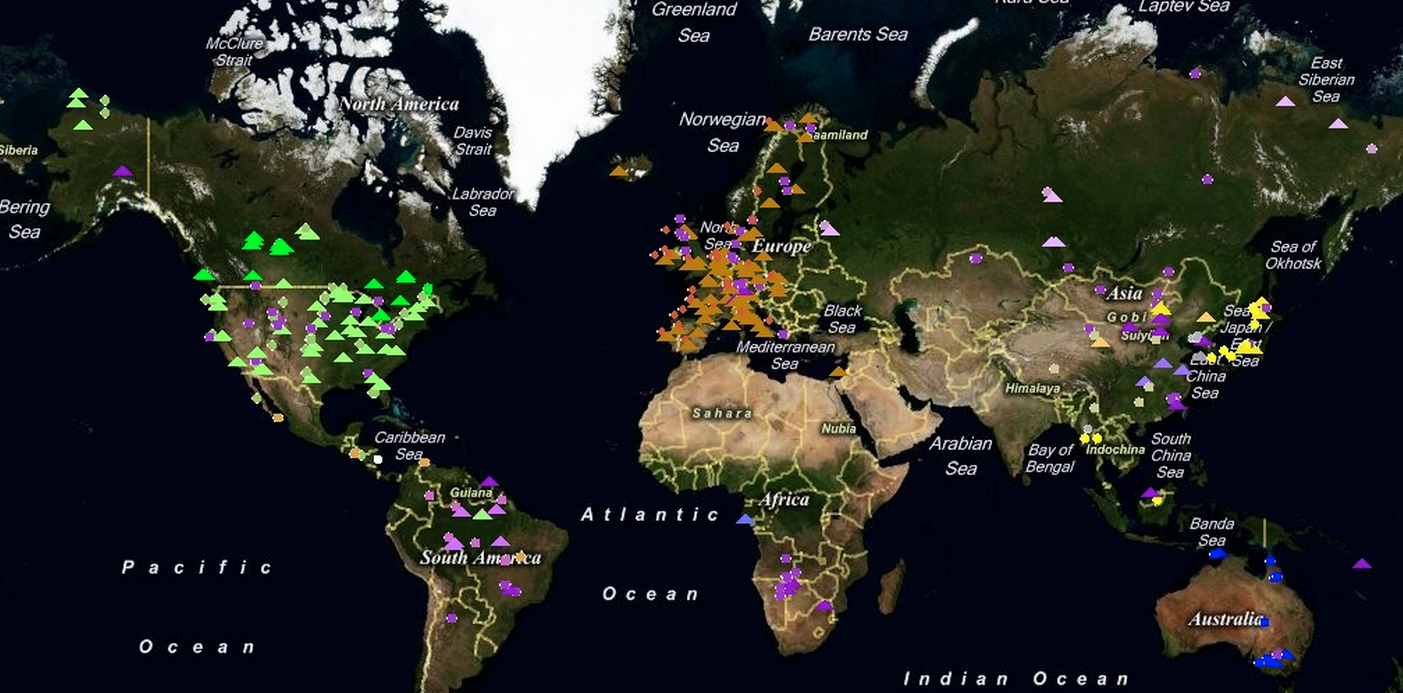 Greenland
Sea
Laptev Sea
Barents Sea
McClure
Strait
East
Siberian
Sea
North America
Norwegian
Sea
Davis
Strait
Siberia
Labrador
Sea
Bering
Sea
Europe
Sea of
Okhotsk
Asia
Gobi
Black
Sea
Mediterranean
Sea
East
China
Sea
Himalaya
Sahara
Nubia
Caribbean
Sea
Arabian
Sea
Bay of
Bengal
Indochina
South
China
Sea
Guiana
Africa
Atlantic
Banda
Sea
South America
Pacific
Ocean
Australia
Ocean
Indian Ocean